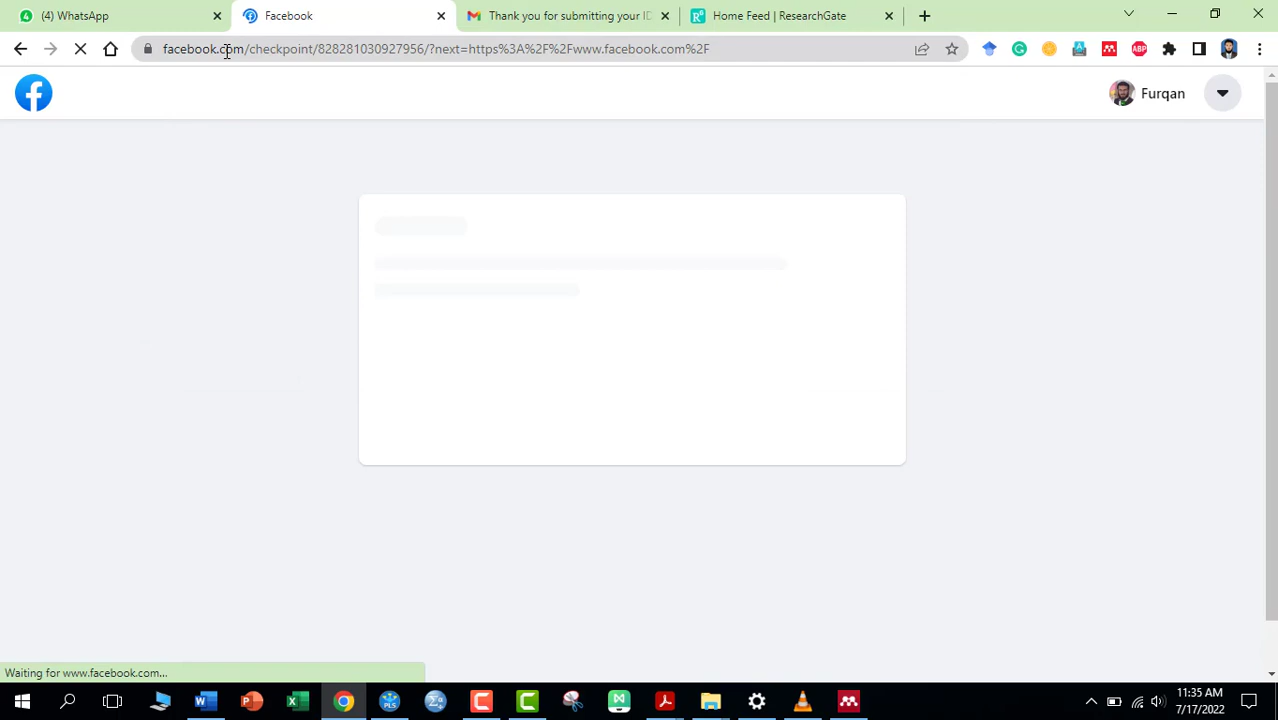 (4) WhatsApp
Facebook
Thank you for submitting your ID
Home Feed | ResearchGate
facebook.com/checkpoint/828281030927956/?next=https%3A%2F%2Fwww.facebook.com%2F
ABP
Furqan
Waiting for www.facebook.com...
11:35 AM
7/17/2022